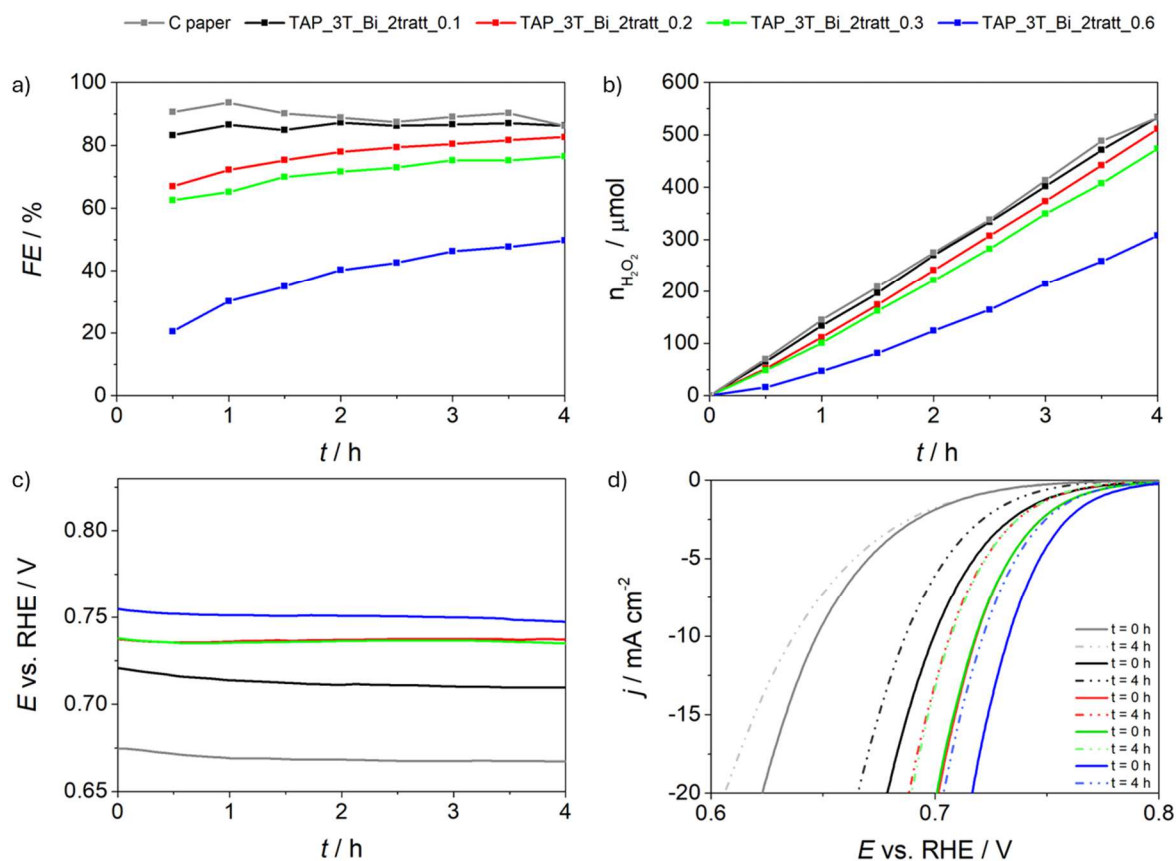 C paper TAP_3T_Bi_2tratt_0.1 TAP_3T_Bi_2tratt_0.2 TAP_3T_Bi_2tratt_0.3 TAP_3T_Bi_2tratt_0.6
a)
100
80
60
40
20
0
FE / %
0 1 2 3 4
t / h
b)
600
500
400
300
200
100
0
n H2O2 / μmol
0 1 2 3 4
t / h
c)
0.80
0.75
0.70
0.65
E vs. RHE / V
0 1 2 3 4
t / h
d)
0
-5
-10
-15
-20
j / mA cm-2
t = 0 h
t = 4 h
t = 0 h
t = 4 h
t = 0 h
t = 4 h
t = 0 h
t = 4 h
t = 0 h
t = 4 h
0.6 0.7 0.8
E vs. RHE / V